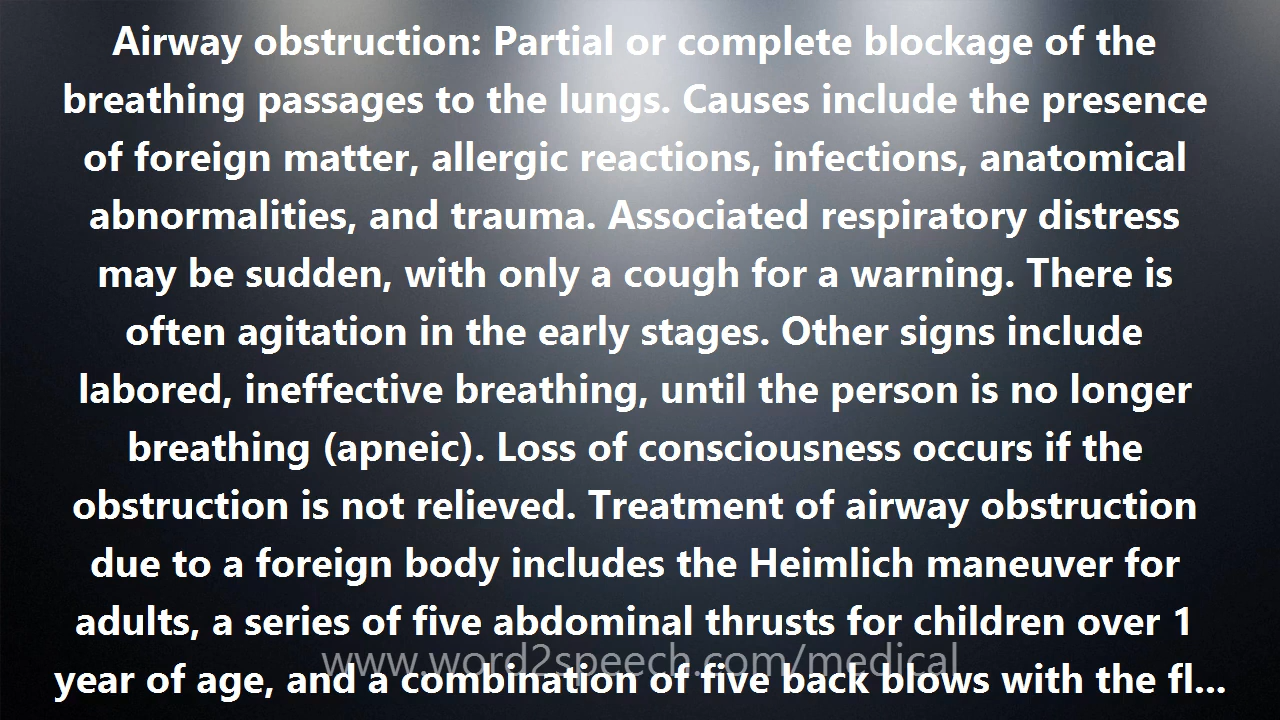 Airway obstruction: Partial or complete blockage of the
breathing passages to the lungs. Causes include the presence
of foreign matter, allergic reactions, infections, anatomical
abnormalities, and trauma. Associated respiratory distress
may be sudden, with only a cough for a warning. There is
often agitation in the early stages. Other signs include
labored, ineffective breathing, until the person is no longer
breathing (apneic). Loss of consciousness occurs if the
obstruction is not relieved. Treatment of airway obstruction
due to a foreign body includes the Heimlich maneuver for
adults, a series of five abdominal thrusts for children over 1
www.word2speech.com/medical
year of age, and a combination of five back blows with the fl...